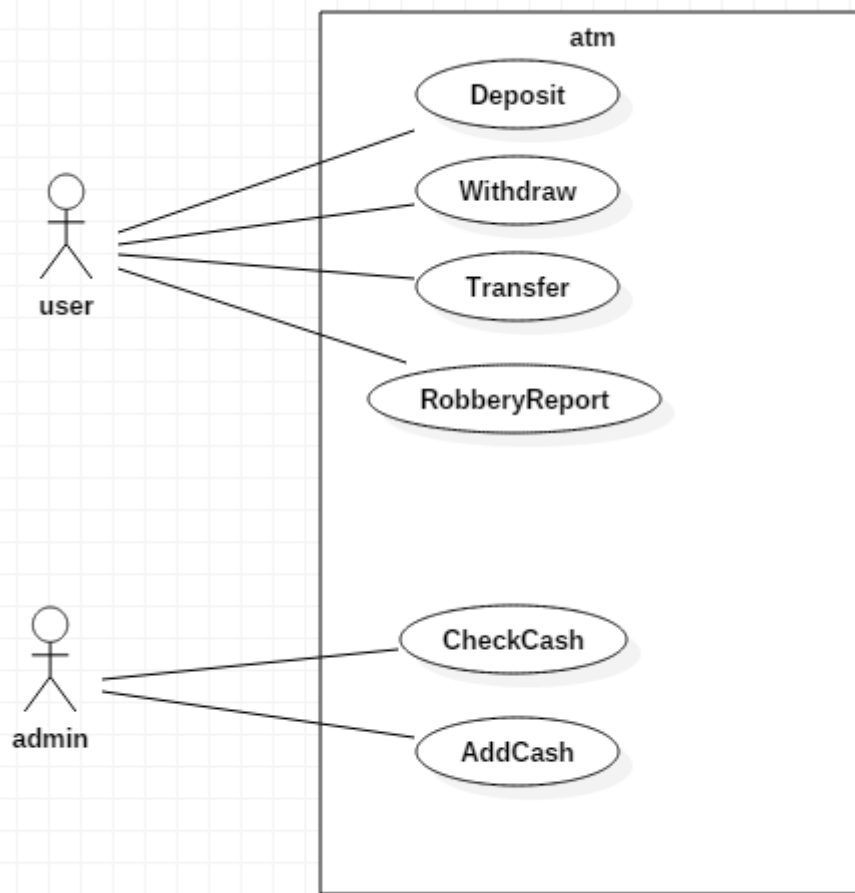 atm
Deposit
Withdraw
Transfer
user
RobberyReport
CheckCash
admin
AddCash